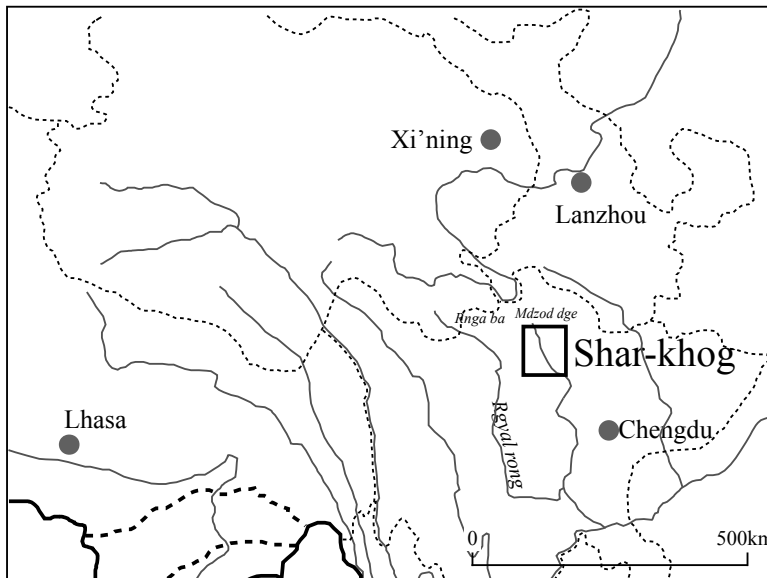 Xi’ning
Lanzhou
Rnga ba
Mdzod dge
Shar-khog
Lhasa
Rgyal rong
Chengdu
0
500km